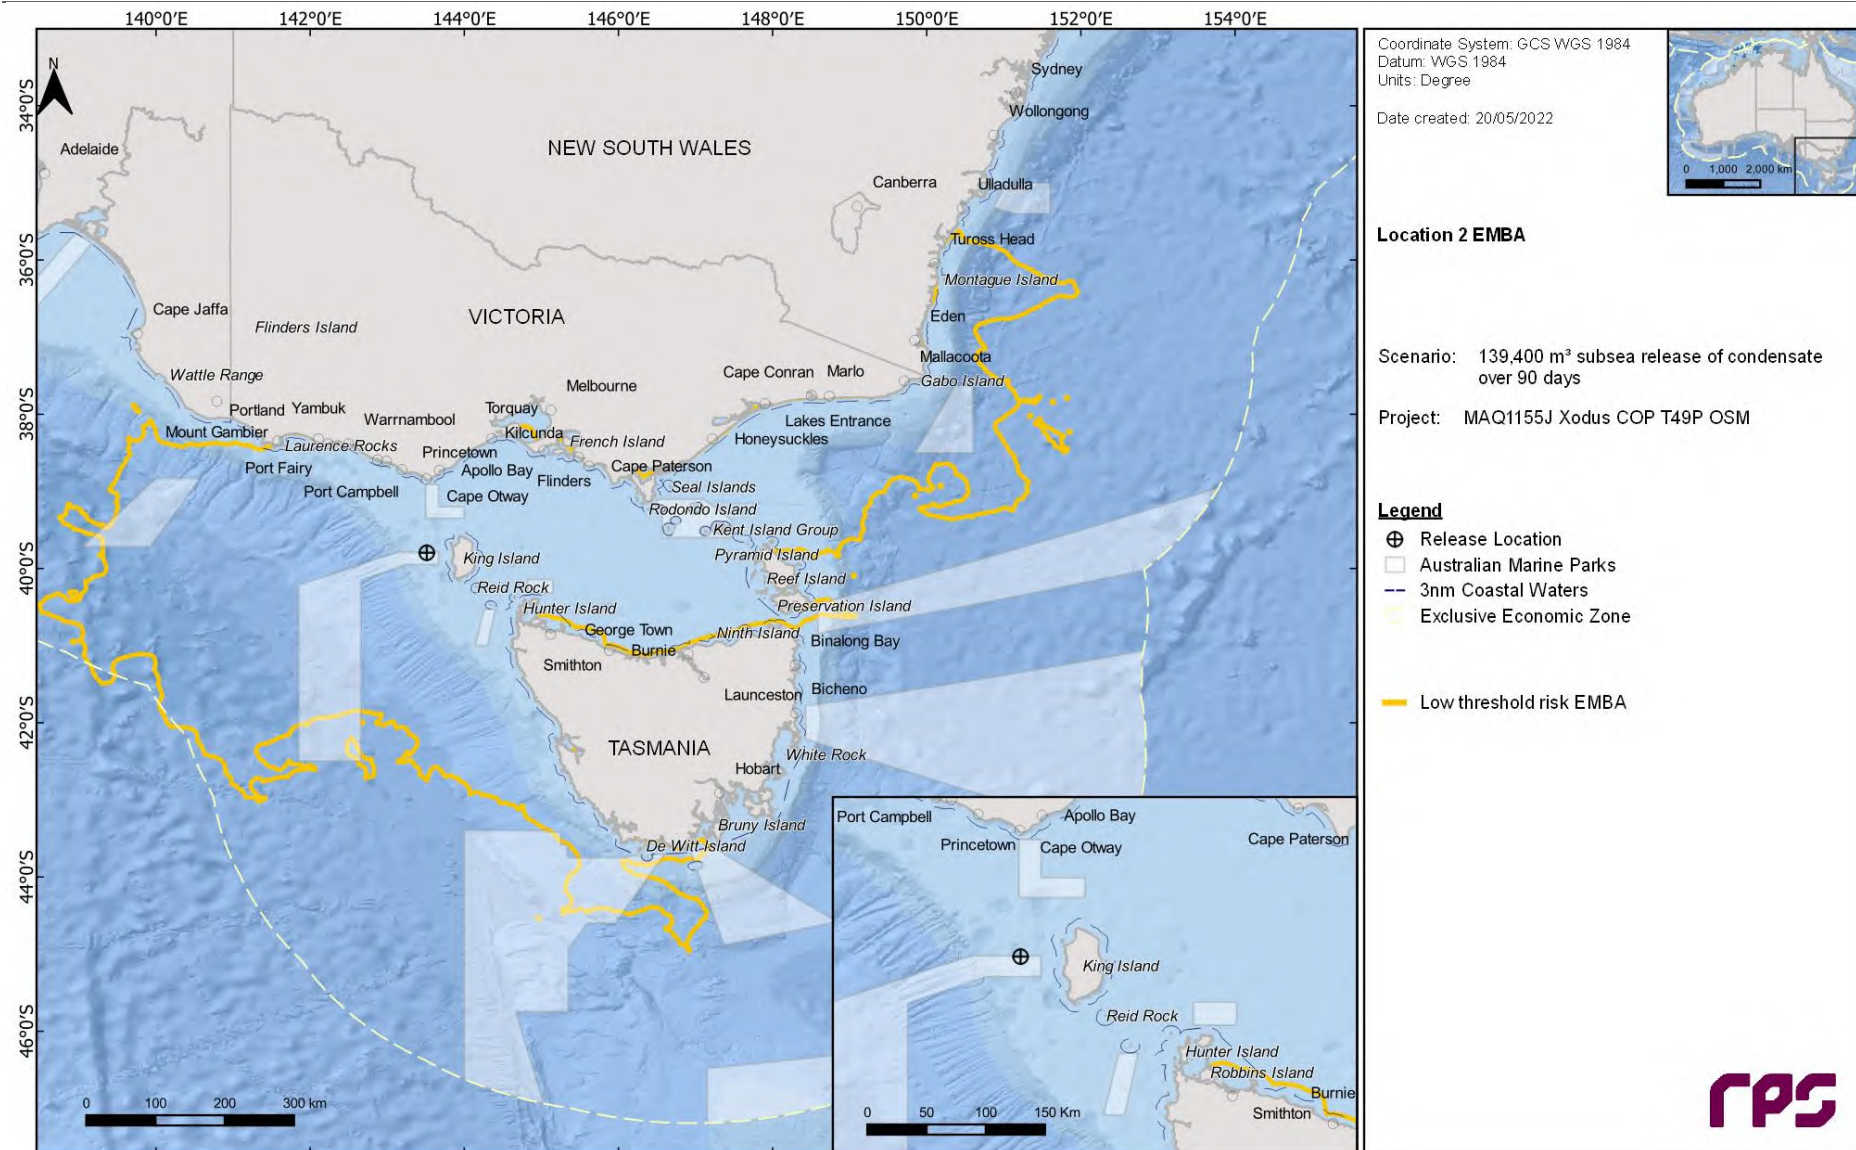 140°0'E 142°0'E 144°0'E 146°0'E 148°0'E 150°0'E 152°0'E 154°0'E
34°0'S
36°0'S
38°0'S
40°0'S
42°0'S
44°0'S
46°0'S
N
Sydney
Wollongong
Adelaide
NEW SOUTH WALES
Canberra
Ulladulla
Tuross Head
Montague Island
Cape Jaffa
Flinders Island
VICTORIA
Eden
Mallacoota
Wattle Range
Melbourne
Cape Conran
Marlo
Gabo Island
Portland
Yambuk
Warrnambool
Torquay
Lakes Entrance
Mount Gambier
Laurence Rocks
Kilcunda
French Island
Honeysuckles
Princetown
Port Fairy
Apollo Bay
Cape Paterson
Flinders
Port Campbell
Cape Otway
Seal Islands
Rodondo Island
Kent Island Group
King Island
Pyramid Island
Reid Rock
Reef Island
Hunter Island
Preservation Island
George Town
Ninth Island
Binalong Bay
Burnie
Smithton
Launceston
Bicheno
TASMANIA
White Rock
Hobart
Bruny Island
De Witt Island
0 100 200 300 km
Port Campbell
Apollo Bay
Cape Paterson
Princetown
Cape Otway
King Island
Reid Rock
Hunter Island
Robbins Island
Burnie
Smithton
0 50 100 150 Km
Coordinate System: GCS WGS 1984
Datum: WGS 1984
Units: Degree
Date created: 20/05/2022
0 1,000 2,000 km
Location 2 EMBA
Scenario: 139,400 m³ subsea release of condensate
over 90 days
Project: MAQ1155J Xodus COP T49P OSM
Legend
Release Location
Australian Marine Parks
3nm Coastal Waters
Exclusive Economic Zone
Low threshold risk EMBA
rps